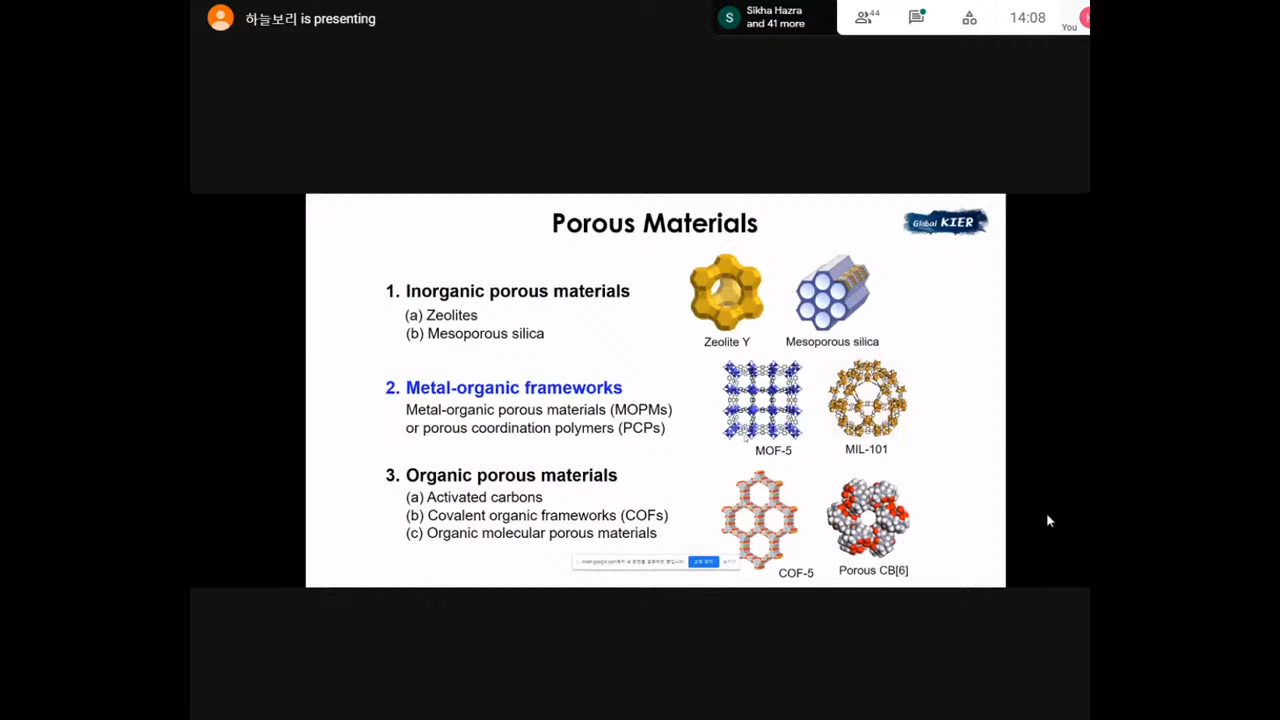 하늘보리 is presenting
Sikha Hazra
and 41 more
S
44
14:08
You
Porous Materials
Global KIER
1. Inorganic porous materials
(a) Zeolites
(b) Mesoporous silica
Zeolite Y
Mesoporous silica
2. Metal-organic frameworks
Metal-organic porous materials (MOPMs)
or porous coordination polymers (PCPs)
MOF-5
MIL-101
3. Organic porous materials
(a) Activated carbons
(b) Covalent organic frameworks (COFs)
(c) Organic molecular porous materials
COF-5
Porous CB[6]